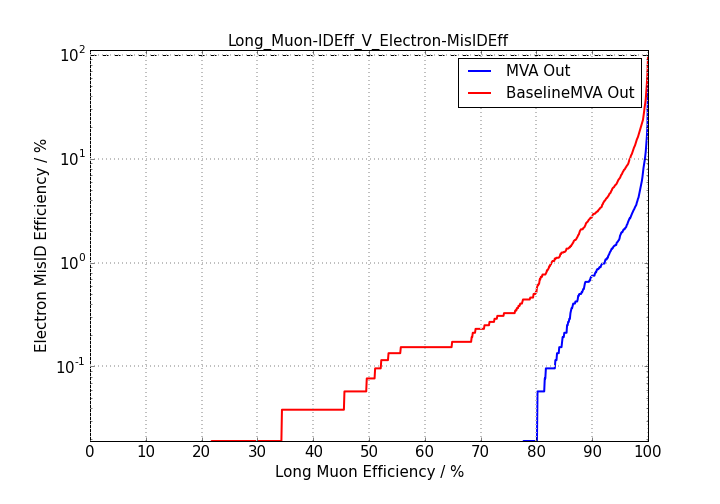 Long_Muon-IDEff_V_Electron-MisIDEff
MVA Out
BaselineMVA Out
Electron MisID Efficiency / %
10^2
10^1
10^0
10^-1
0 10 20 30 40 50 60 70 80 90 100
Long Muon Efficiency / %